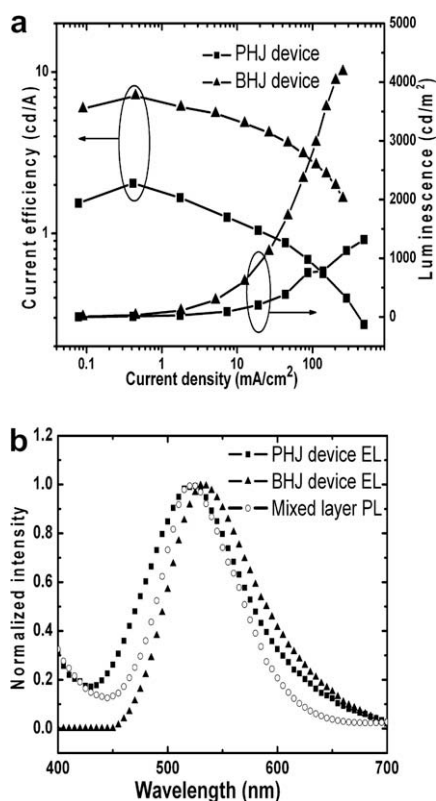 a
PHJ device
BHJ device
Current efficiency (cd/A)
10
1
Luminescence (cd/m²)
5000
4000
3000
2000
1000
0
0.1
1
10
100
Current density (mA/cm²)
b
PHJ device EL
BHJ device EL
Mixed layer PL
Normalized intensity
1.2
1.0
0.8
0.6
0.4
0.2
0.0
400
500
600
700
Wavelength (nm)